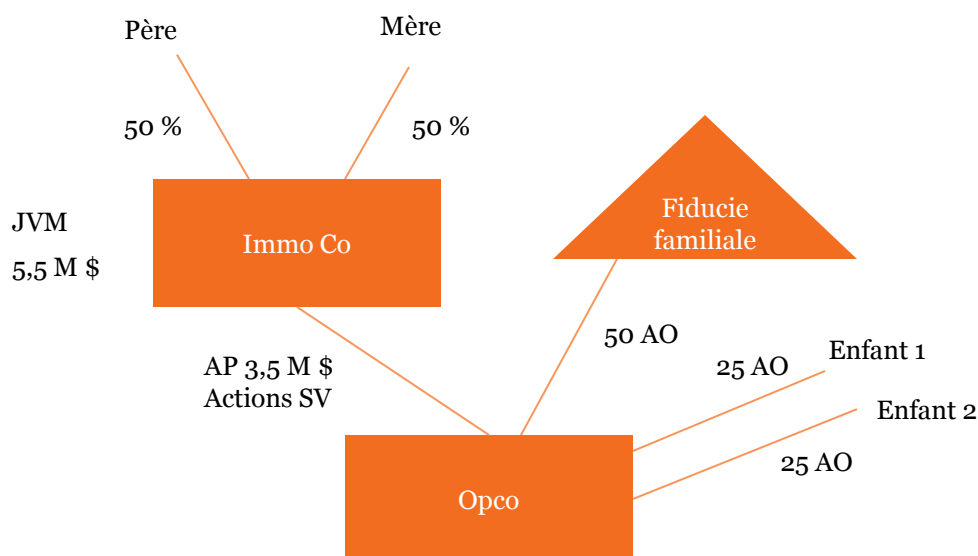 Père
Mère
50 %
50 %
JVM
5,5 M $
Immo Co
Fiducie
familiale
AP 3,5 M $
Actions SV
50 AO
25 AO
Enfant 1
Enfant 2
25 AO
Opco